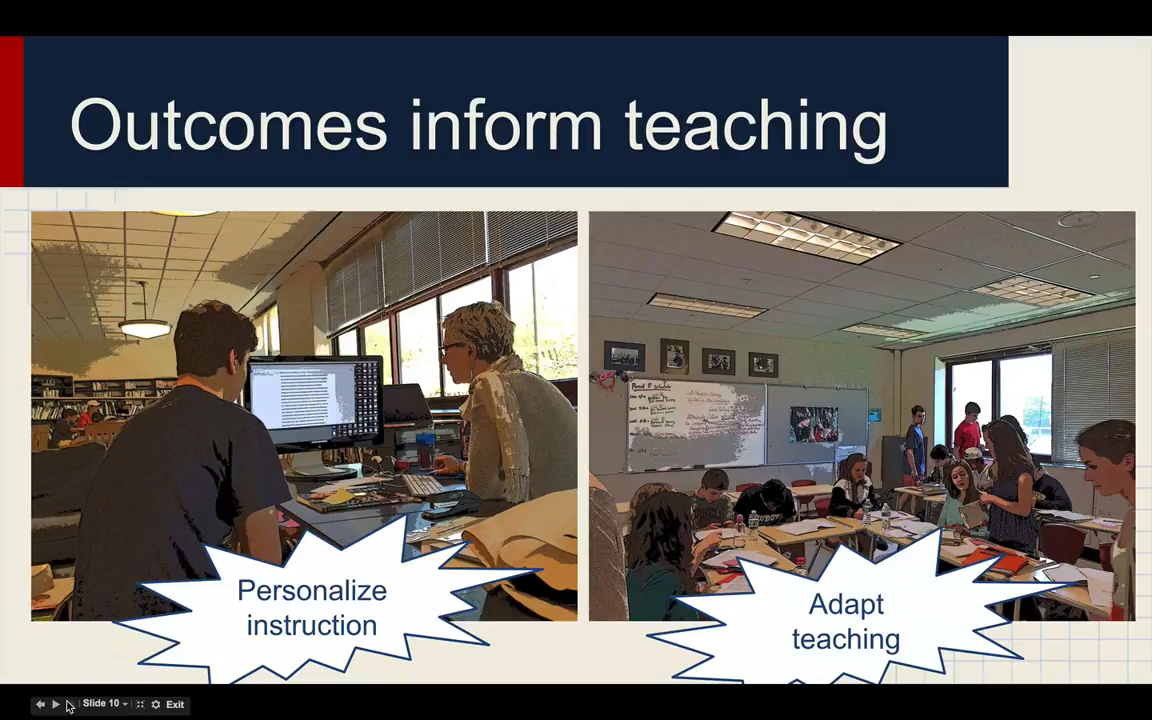 Outcomes inform teaching
Personalize
instruction
Adapt
teaching
Slide 10
Exit